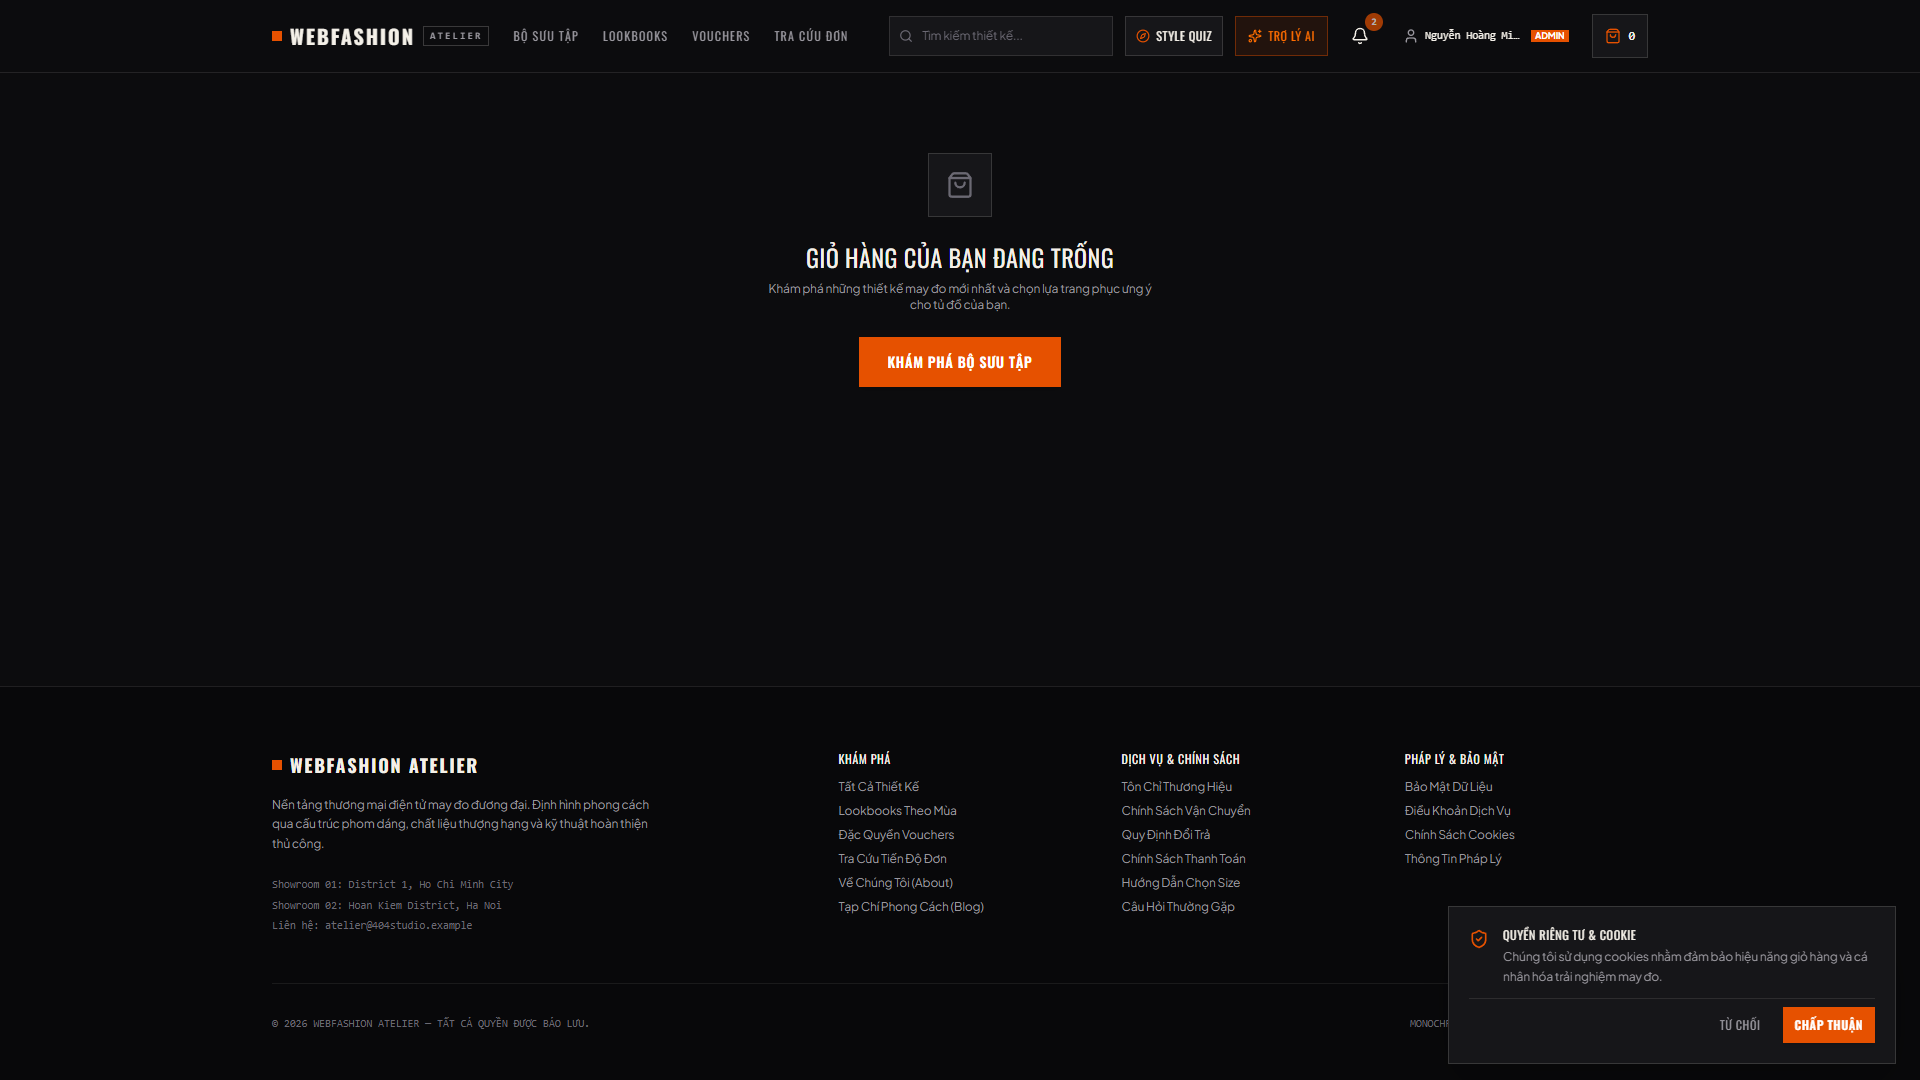 WEBFASHION
ATELIER
BỘ SƯU TẬP
LOOKBOOKS
VOUCHERS
TRA CỨU ĐƠN
Tìm kiếm thiết kế...
STYLE QUIZ
TRỢ LÝ AI
2
Nguyễn Hoàng Mi...
ADMIN
0
GIỎ HÀNG CỦA BẠN ĐANG TRỐNG
Khám phá những thiết kế may đo mới nhất và chọn lựa trang phục ưng ý
cho tủ đồ của bạn.
KHÁM PHÁ BỘ SƯU TẬP
WEBFASHION ATELIER
Nền tảng thương mại điện tử may đo đương đại. Định hình phong cách
qua cấu trúc phom dáng, chất liệu thượng hạng và kỹ thuật hoàn thiện
thủ công.
Showroom 01: District 1, Ho Chi Minh City
Showroom 02: Hoan Kiem District, Ha Noi
Liên hệ: atelier@404studio.example
KHÁM PHÁ
Tất Cả Thiết Kế
Lookbooks Theo Mùa
Đặc Quyền Vouchers
Tra Cứu Tiến Độ Đơn
Về Chúng Tôi (About)
Tạp Chí Phong Cách (Blog)
DỊCH VỤ & CHÍNH SÁCH
Tôn Chỉ Thương Hiệu
Chính Sách Vận Chuyển
Quy Định Đổi Trả
Chính Sách Thanh Toán
Hướng Dẫn Chọn Size
Câu Hỏi Thường Gặp
PHÁP LÝ & BẢO MẬT
Bảo Mật Dữ Liệu
Điều Khoản Dịch Vụ
Chính Sách Cookies
Thông Tin Pháp Lý
© 2026 WEBFASHION ATELIER — TẤT CẢ QUYỀN ĐƯỢC BẢO LƯU.
QUYỀN RIÊNG TƯ & COOKIE
Chúng tôi sử dụng cookies nhằm đảm bảo hiệu năng giỏ hàng và cá
nhân hóa trải nghiệm may đo.
TỪ CHỐI
CHẤP THUẬN